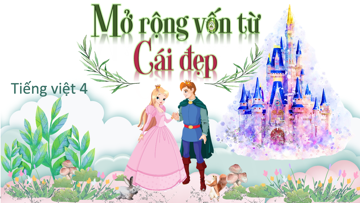 Mở rộng vốn từ
Cái đẹp
Tiếng việt 4